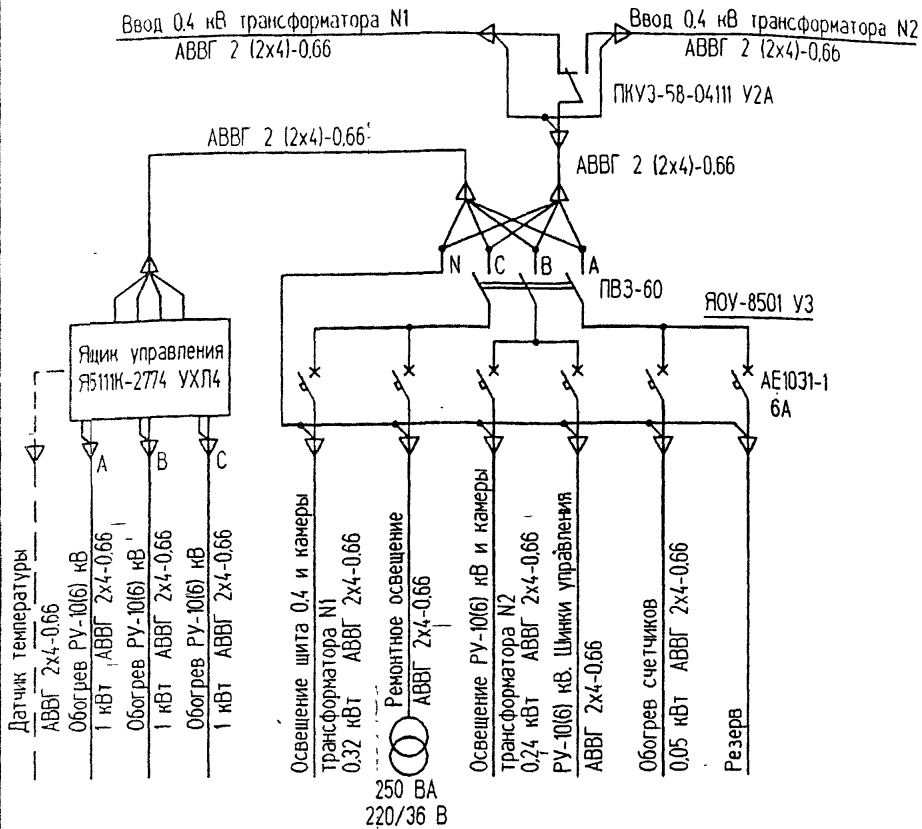 Ввод 0,4 кВ трансформатора N1
АВВГ 2 (2х4)-0,66
Ввод 0,4 кВ трансформатора N2
АВВГ 2 (2х4)-0,66
ПКУЗ-58-04111 У2А
АВВГ 2 (2х4)-0,66
АВВГ 2 (2х4)-0,66
N
C
B
A
ПВЗ-60
ЯОУ-8501 УЗ
Ящик управления
Я5111К-2774 УХЛ4
АЕ1031-1
6А
A
B
C
Датчик температуры
АВВГ 2х4-0,66
Обогрев РУ-10(6) кВ
1 кВт АВВГ 2х4-0,66
Обогрев РУ-10(6) кВ
1 кВт АВВГ 2х4-0,66
Обогрев РУ-10(6) кВ
1 кВт АВВГ 2х4-0,66
Освещение щита 0,4 и камеры
трансформатора N1
0,32 кВт АВВГ 2х4-0,66
Ремонтное освещение
АВВГ 2х4-0,66
250 ВА
220/36 В
Освещение РУ-10(6) кВ и камеры
трансформатора N2
0,24 кВт АВВГ 2х4-0,66
РУ-10(6) кВ. Шинки управления
АВВГ 2х4-0,66
Обогрев счетчиков
0,05 кВт АВВГ 2х4-0,66
Резерв